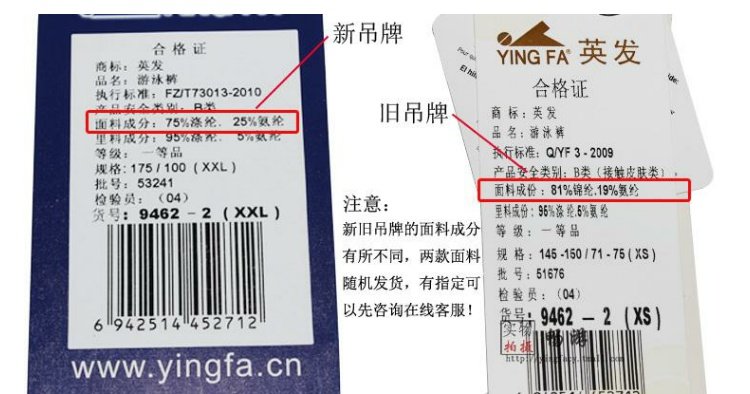 新吊牌
合格证
商标：英发
品名：游泳裤
执行标准：FZ/T73013-2010
产品安全类别：B类
面料成分：75%涤纶．25%氨纶
里料成分：95%涤纶．5%氨纶
等级：一等品
规格：175/100（XXL）
批号：53241
检验员：（04）
货号：9462－2（XXL）
6 942514 452712
www.yingfa.cn
旧吊牌
注意：
新旧吊牌的面料成分
有所不同，两款面料
随机发货，有指定可
以先咨询在线客服！
YING FA 英发
合格证
商标：英发
品名：游泳裤
执行标准：Q/YF 3-2009
产品安全类别：B类（接触皮肤类）
面料成份：81%锦纶.19%氨纶
里料成份：95%涤纶.5%氨纶
等级：一等品
规格：145-150/71-75(XS)
批号：51676
检验员：（04）
货号：9462－2（XS）
实物
拍摄
畅游